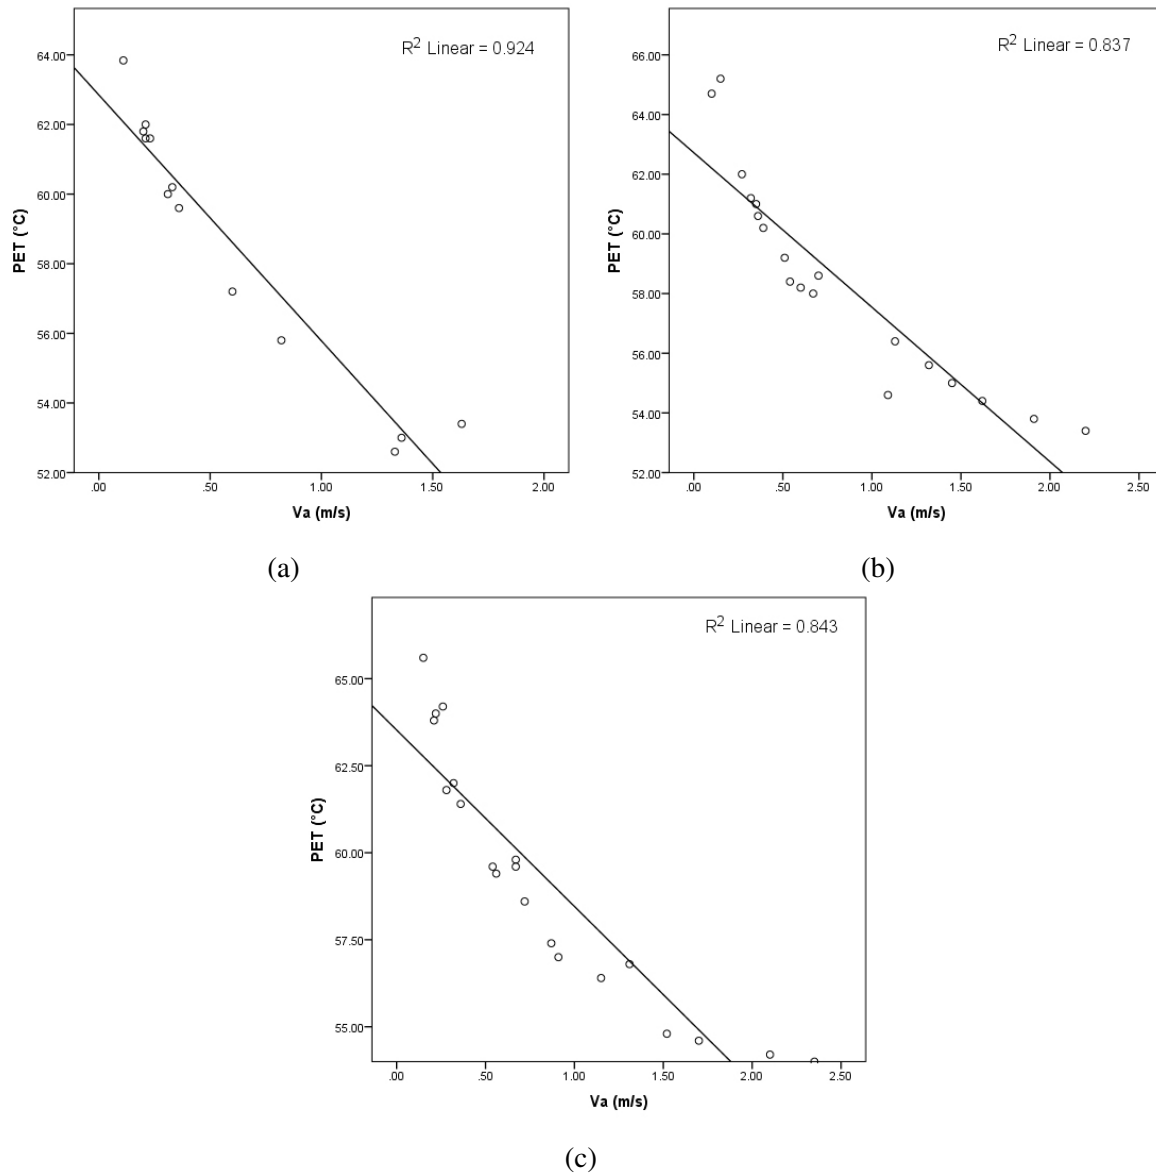 R² Linear = 0.924
64.00
62.00
60.00
58.00
56.00
54.00
52.00
PET (°C)
.00 .50 1.00 1.50 2.00
Va (m/s)
(a)
R² Linear = 0.837
66.00
64.00
62.00
60.00
58.00
56.00
54.00
52.00
PET (°C)
.00 .50 1.00 1.50 2.00 2.50
Va (m/s)
(b)
R² Linear = 0.843
65.00
62.50
60.00
57.50
55.00
PET (°C)
.00 .50 1.00 1.50 2.00 2.50
Va (m/s)
(c)